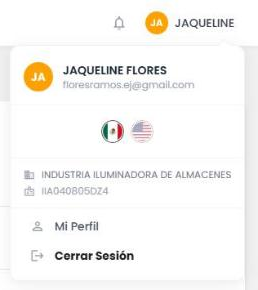 JA JAQUELINE
JA JAQUELINE FLORES
floresramos.ej@gmail.com
INDUSTRIA ILUMINADORA DE ALMACENES
IIA040805DZ4
Mi Perfil
Cerrar Sesión